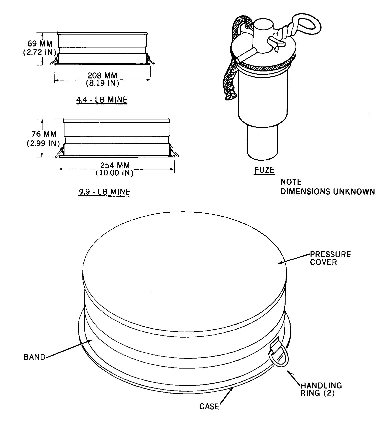 69 MM
(2.72 IN)
208 MM
(8.19 IN)
4.4 - LB MINE
76 MM
(2.99 IN)
254 MM
(10.00 IN)
9.9 - LB MINE
FUZE
NOTE
DIMENSIONS UNKNOWN
PRESSURE
COVER
BAND
HANDLING
RING (2)
CASE